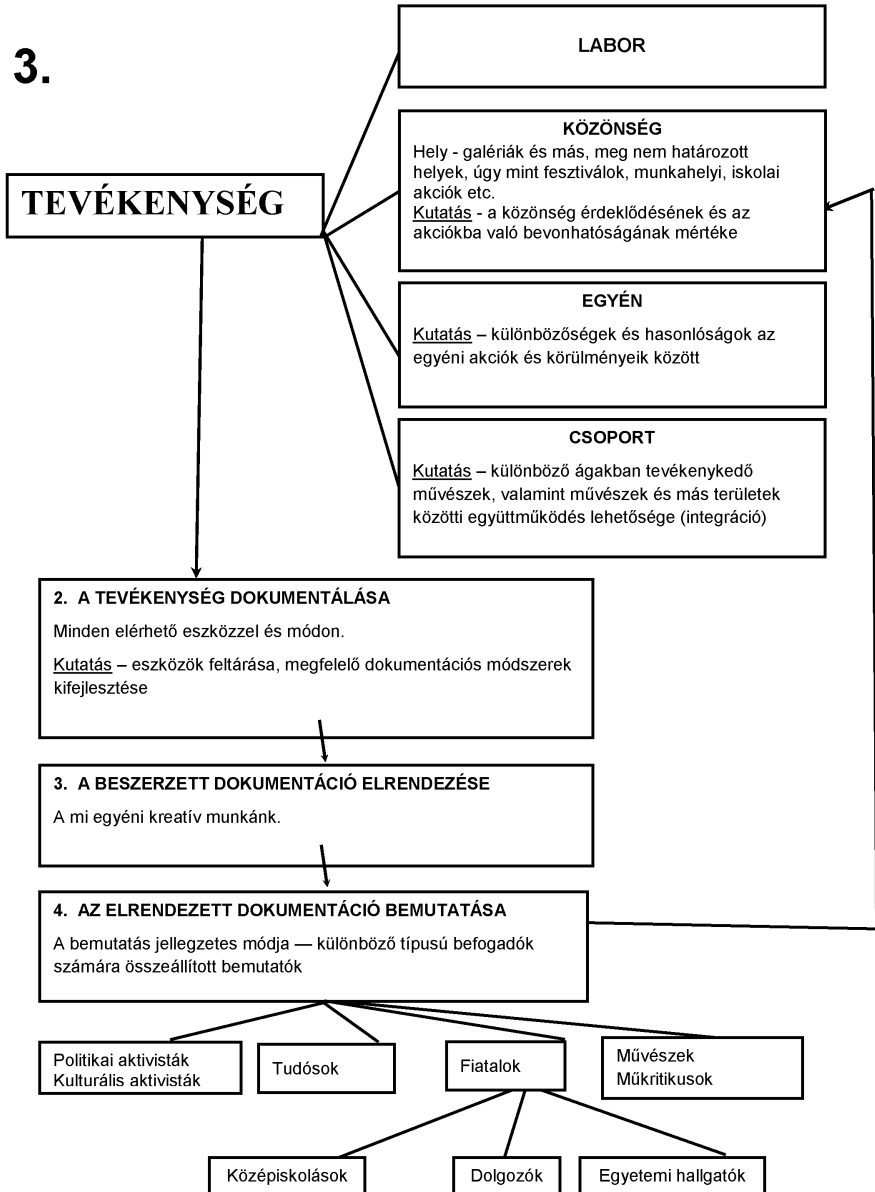 3.
LABOR
KÖZÖNSÉG
Hely - galériák és más, meg nem határozott
helyek, úgy mint fesztiválok, munkahelyi, iskolai
akciók etc.
Kutatás - a közönség érdeklődésének és az
akciókba való bevonhatóságának mértéke
TEVÉKENYSÉG
EGYÉN
Kutatás – különbözőségek és hasonlóságok az
egyéni akciók és körülményeik között
CSOPORT
Kutatás – különböző ágakban tevékenykedő
művészek, valamint művészek és más területek
közötti együttműködés lehetősége (integráció)
2. A TEVÉKENYSÉG DOKUMENTÁLÁSA
Minden elérhető eszközzel és módon.
Kutatás – eszközök feltárása, megfelelő dokumentációs módszerek
kifejlesztése
3. A BESZERZETT DOKUMENTÁCIÓ ELRENDEZÉSE
A mi egyéni kreatív munkánk.
4. AZ ELRENDEZETT DOKUMENTÁCIÓ BEMUTATÁSA
A bemutatás jellegzetes módja — különböző típusú befogadók
számára összeállított bemutatók
Politikai aktivisták
Kulturális aktivisták
Tudósok
Fiatalok
Művészek
Műkritikusok
Középiskolások
Dolgozók
Egyetemi hallgatók